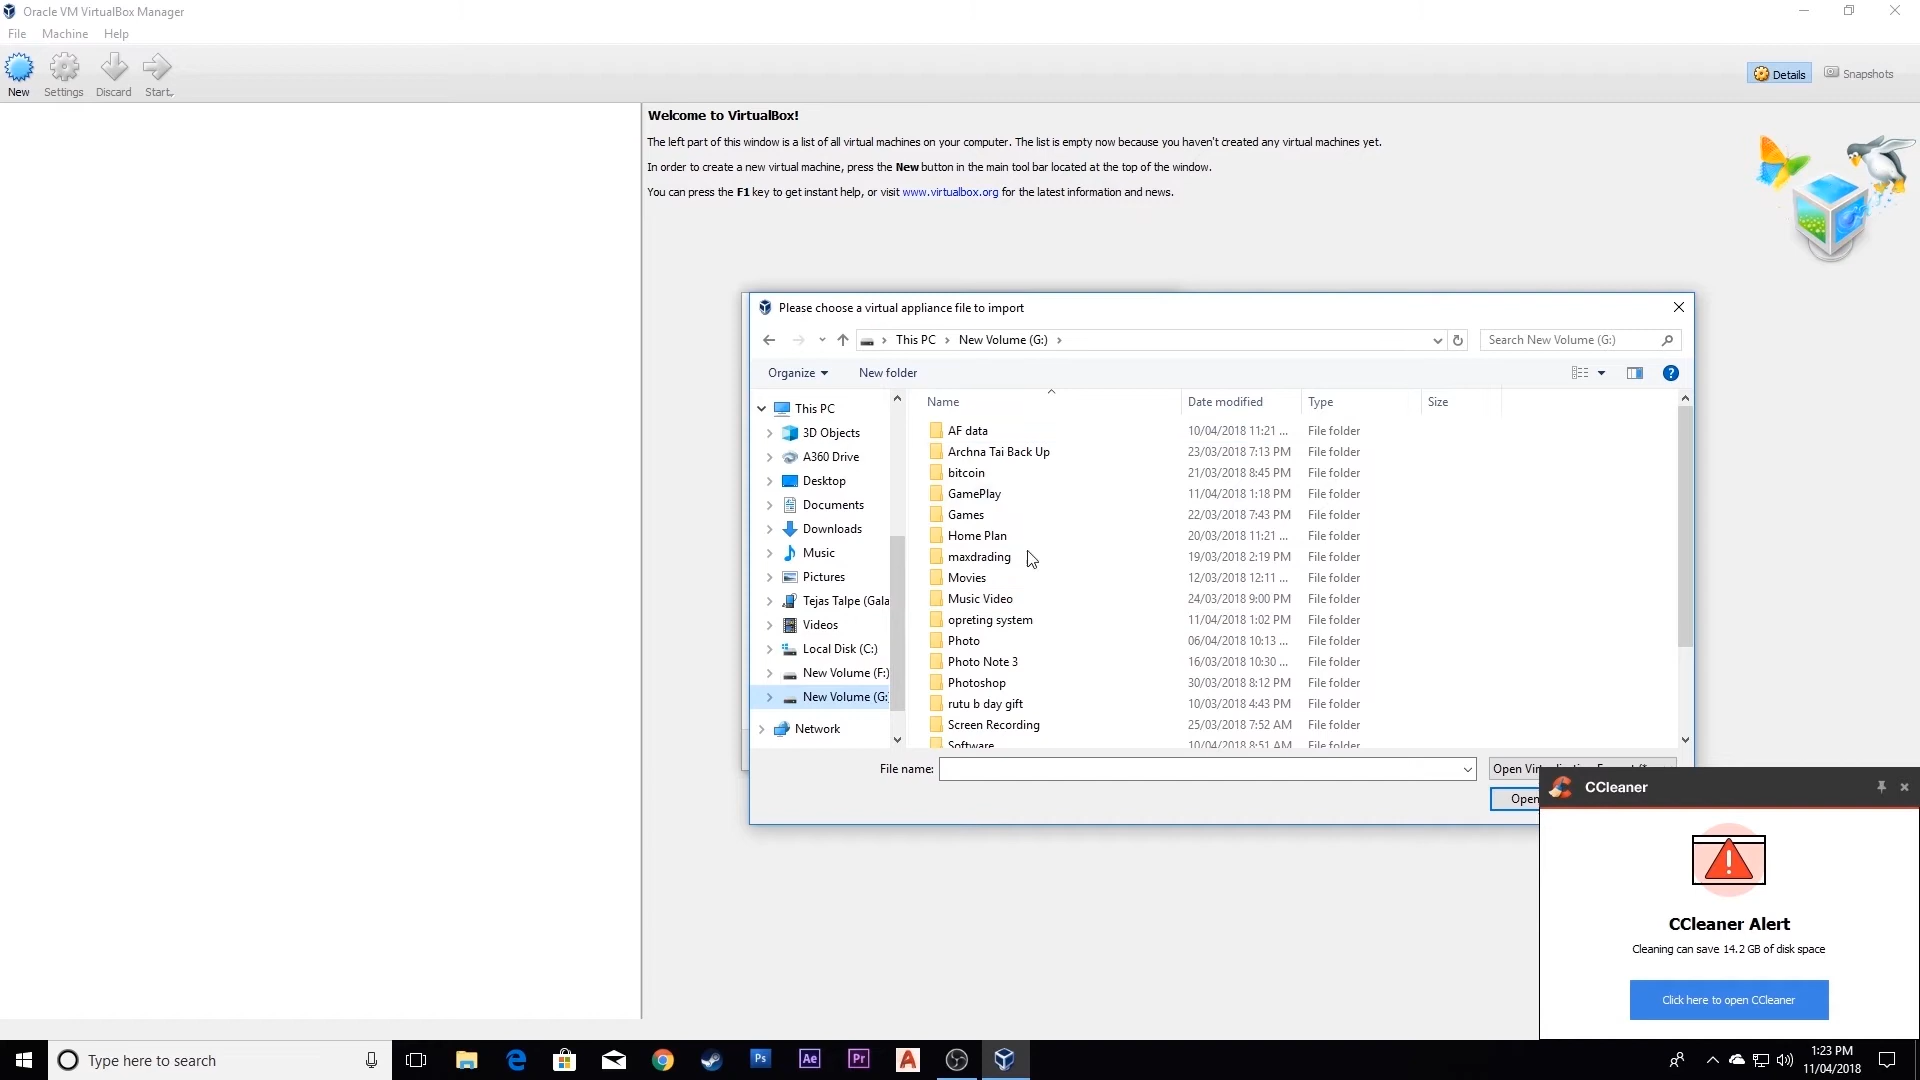 Oracle VM VirtualBox Manager
File Machine Help
New Settings Discard Start
Details Snapshots
Welcome to VirtualBox!
The left part of this window is a list of all virtual machines on your computer. The list is empty now because you haven't created any virtual machines yet.
In order to create a new virtual machine, press the New button in the main tool bar located at the top of the window.
You can press the F1 key to get instant help, or visit www.virtualbox.org for the latest information and news.
Please choose a virtual appliance file to import
This PC New Volume (G:)
Search New Volume (G:)
Organize New folder
Name Date modified Type Size
This PC
3D Objects
A360 Drive
Desktop
Documents
Downloads
Music
Pictures
Tejas Talpe (Gala
Videos
Local Disk (C:)
New Volume (F:)
New Volume (G:
Network
AF data 10/04/2018 11:21 ... File folder
Archna Tai Back Up 23/03/2018 7:13 PM File folder
bitcoin 21/03/2018 8:45 PM File folder
GamePlay 11/04/2018 1:18 PM File folder
Games 22/03/2018 7:43 PM File folder
Home Plan 20/03/2018 11:21 ... File folder
maxdrading 19/03/2018 2:19 PM File folder
Movies 12/03/2018 12:11 ... File folder
Music Video 24/03/2018 9:00 PM File folder
opreting system 11/04/2018 1:02 PM File folder
Photo 06/04/2018 10:13 ... File folder
Photo Note 3 16/03/2018 10:30 ... File folder
Photoshop 30/03/2018 8:12 PM File folder
rutu b day gift 10/03/2018 4:43 PM File folder
Screen Recording 25/03/2018 7:52 AM File folder
Software 10/04/2018 8:51 AM File folder
File name:
Open
Open
CCleaner
CCleaner Alert
Cleaning can save 14.2 GB of disk space
Click here to open CCleaner
Type here to search
Ps Ae Pr
1:23 PM
11/04/2018